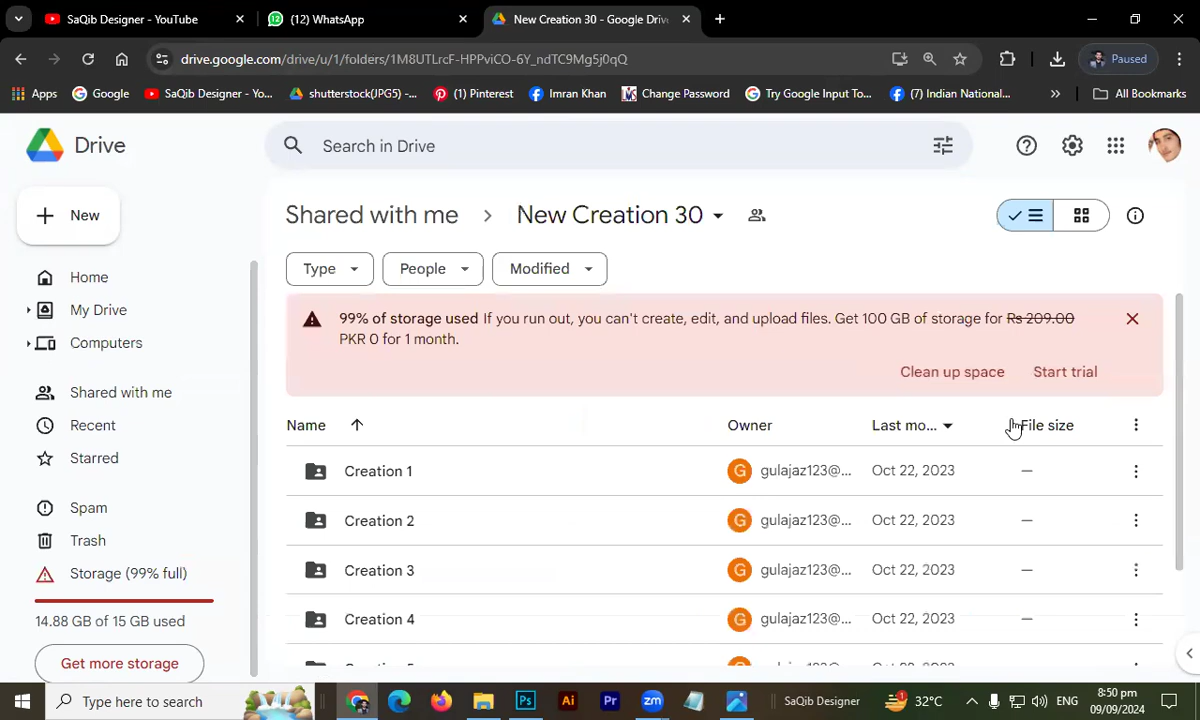 SaQib Designer - YouTube
(12) WhatsApp
New Creation 30 - Google Drive
drive.google.com/drive/u/1/folders/1M8UTLrcF-HPPviCO-6Y_ndTC9Mg5j0qQ
Paused
Apps
Google
SaQib Designer - Yo...
shutterstock(JPG5) -...
(1) Pinterest
Imran Khan
Change Password
Try Google Input To...
(7) Indian National...
All Bookmarks
Drive
Search in Drive
New
Shared with me
New Creation 30
Home
My Drive
Computers
Shared with me
Recent
Starred
Spam
Trash
Storage (99% full)
14.88 GB of 15 GB used
Get more storage
Type
People
Modified
99% of storage used If you run out, you can't create, edit, and upload files. Get 100 GB of storage for Rs 209.00
PKR 0 for 1 month.
Clean up space
Start trial
Name
Owner
Last mo...
File size
Creation 1
G
gulajaz123@...
Oct 22, 2023
—
Creation 2
G
gulajaz123@...
Oct 22, 2023
—
Creation 3
G
gulajaz123@...
Oct 22, 2023
—
Creation 4
G
gulajaz123@...
Oct 22, 2023
—
Type here to search
Ps
Ai
Pr
zm
SaQib Designer
1
32°C
ENG
8:50 pm
09/09/2024